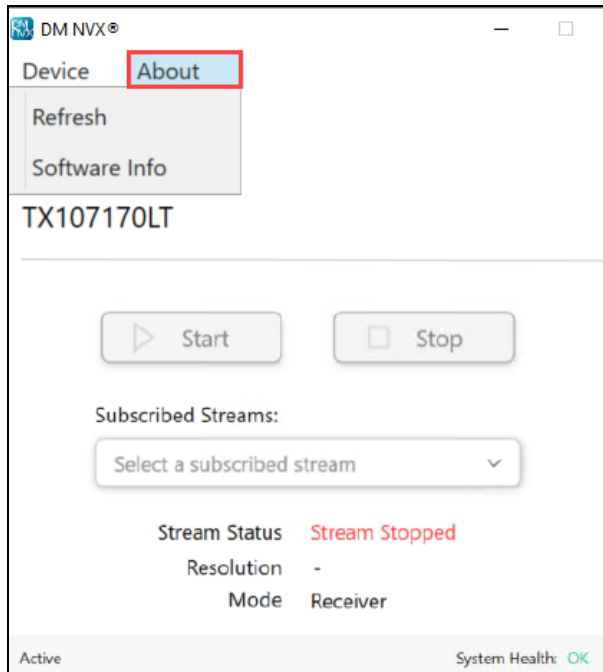 DM NVX®
Device About
Refresh
Software Info
TX107170LT
Start Stop
Subscribed Streams:
Select a subscribed stream
Stream Status Stream Stopped
Resolution -
Mode Receiver
Active System Health: OK